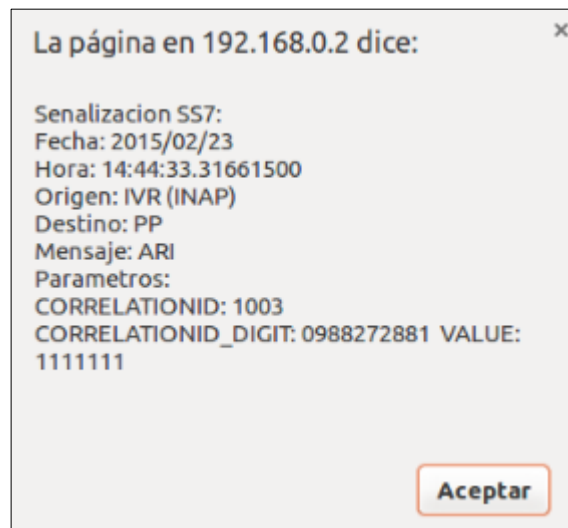 La página en 192.168.0.2 dice:
Senalizacion SS7:
Fecha: 2015/02/23
Hora: 14:44:33.31661500
Origen: IVR (INAP)
Destino: PP
Mensaje: ARI
Parametros:
CORRELATIONID: 1003
CORRELATIONID_DIGIT: 0988272881 VALUE:
1111111
Aceptar